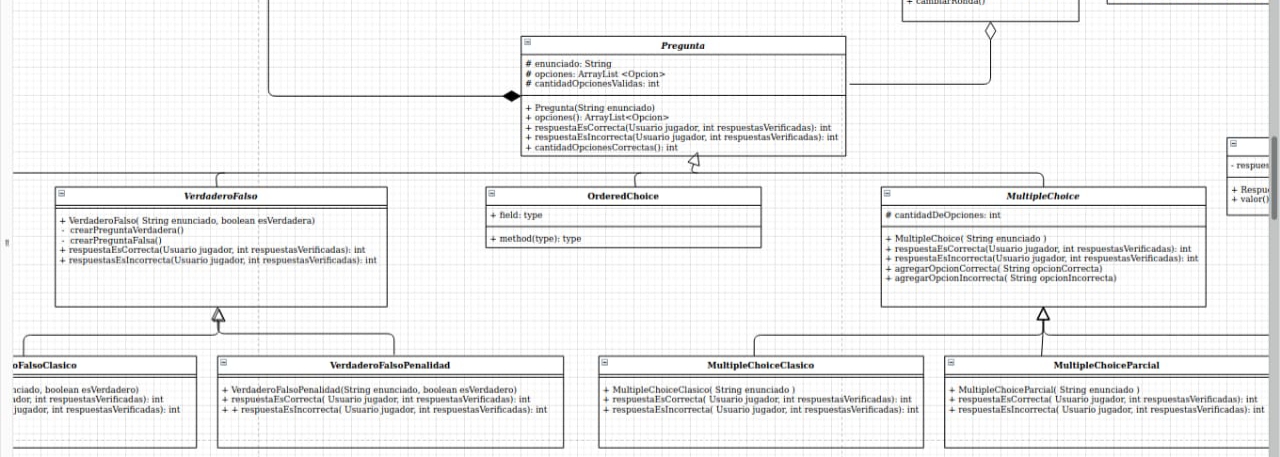 + cambiarRonda()
Pregunta
# enunciado: String
# opciones: ArrayList <Opcion>
# cantidadOpcionesValidas: int
+ Pregunta(String enunciado)
+ opciones(): ArrayList<Opcion>
+ respuestaEsCorrecta(Usuario jugador, int respuestasVerificadas): int
+ respuestaEsIncorrecta(Usuario jugador, int respuestasVerificadas): int
+ cantidadOpcionesCorrectas(): int
- respues
+ Respu
+ valor()
VerdaderoFalso
+ VerdaderoFalso( String enunciado, boolean esVerdadera)
- crearPreguntaVerdadera()
- crearPreguntaFalsa()
+ respuestaEsCorrecta(Usuario jugador, int respuestasVerificadas): int
+ respuestasEsIncorrecta(Usuario jugador, int respuestasVerificadas): int
OrderedChoice
+ field: type
+ method(type): type
MultipleChoice
# cantidadDeOpciones: int
+ MultipleChoice( String enunciado )
+ respuestaEsCorrecta(Usuario jugador, int respuestasVerificadas): int
+ respuestaEsIncorrecta(Usuario jugador, int respuestasVerificadas): int
+ agregarOpcionCorrecta( String opcionCorrecta)
+ agregarOpcionIncorrecta( String opcionIncorrecta)
oFalsoClasico
nciado, boolean esVerdadero)
ador, int respuestasVerificadas): int
jugador, int respuestasVerificadas): int
VerdaderoFalsoPenalidad
+ VerdaderoFalsoPenalidad(String enunciado, boolean esVerdadero)
+ respuestaEsCorrecta( Usuario jugador, int respuestasVerificadas): int
+ + respuestaEsIncorrecta( Usuario jugador, int respuestasVerificadas): int
MultipleChoiceClasico
+ MultipleChoiceClasico( String enunciado )
+ respuestaEsCorrecta( Usuario jugador, int respuestasVerificadas): int
+ respuestaEsIncorrecta( Usuario jugador, int respuestasVerificadas): int
MultipleChoiceParcial
+ MultipleChoiceParcial( String enunciado )
+ respuestaEsCorrecta( Usuario jugador, int respuestasVerificadas): int
+ respuestaEsIncorrecta( Usuario jugador, int respuestasVerificadas): int